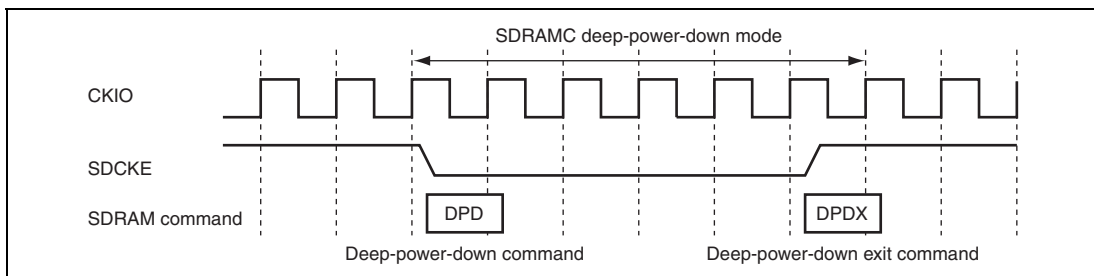 SDRAMC deep-power-down mode
CKIO
SDCKE
SDRAM command
DPD
DPDX
Deep-power-down command
Deep-power-down exit command